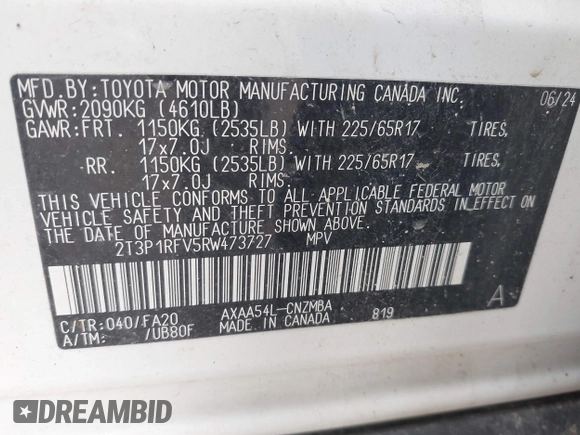 MFD.BY:TOYOTA MOTOR MANUFACTURING CANADA INC. 06/24
GVWR:2090KG (4610LB)
GAWR:FRT. 1150KG (2535LB) WITH 225/65R17 TIRES,
17x7.0J RIMS.
RR. 1150KG (2535LB) WITH 225/65R17 TIRES,
17x7.0J RIMS.
THIS VEHICLE CONFORMS TO ALL APPLICABLE FEDERAL MOTOR
VEHICLE SAFETY AND THEFT PREVENTION STANDARDS IN EFFECT ON
THE DATE OF MANUFACTURE SHOWN ABOVE.
2T3P1RFV5RW473727 MPV
C/TR:040/FA20 AXAA54L-CNZMBA 819 A
A/TM: /UB80F MADE IN CANADA
DREAMBID